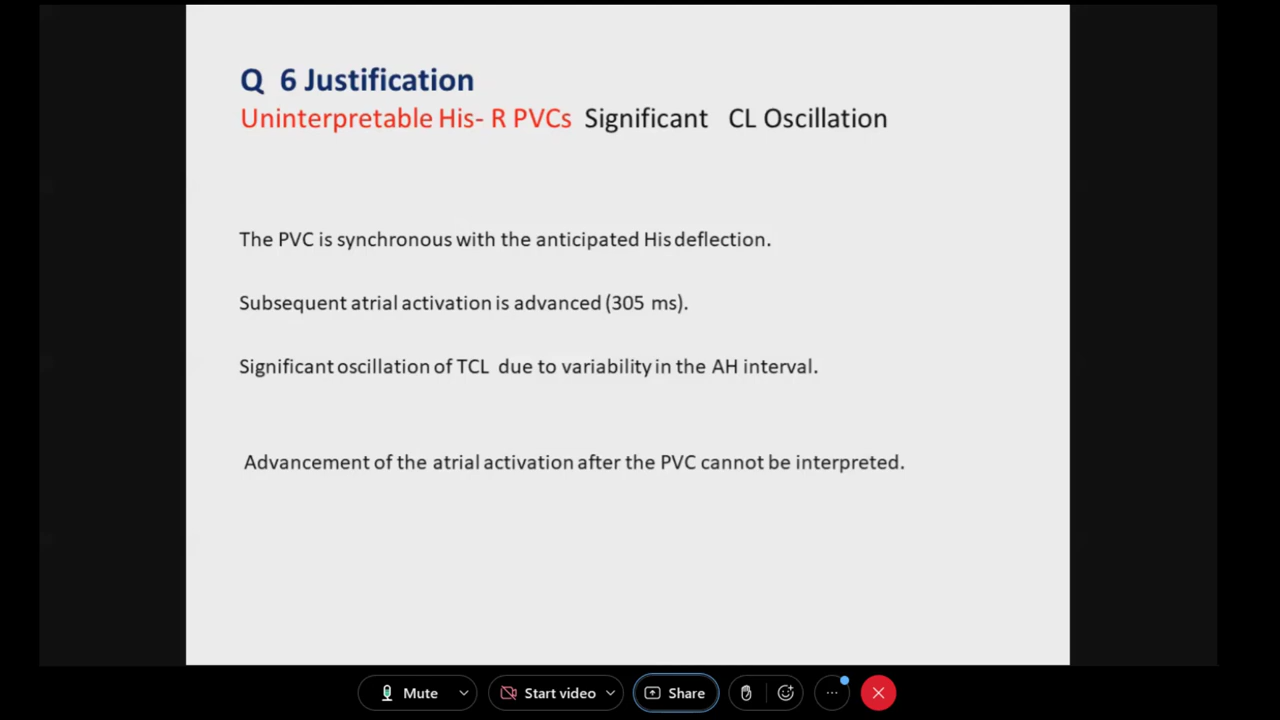 Q 6 Justification
Uninterpretable His- R PVCs Significant CL Oscillation
The PVC is synchronous with the anticipated His deflection.
Subsequent atrial activation is advanced (305 ms).
Significant oscillation of TCL due to variability in the AH interval.
Advancement of the atrial activation after the PVC cannot be interpreted.
Mute Start video Share